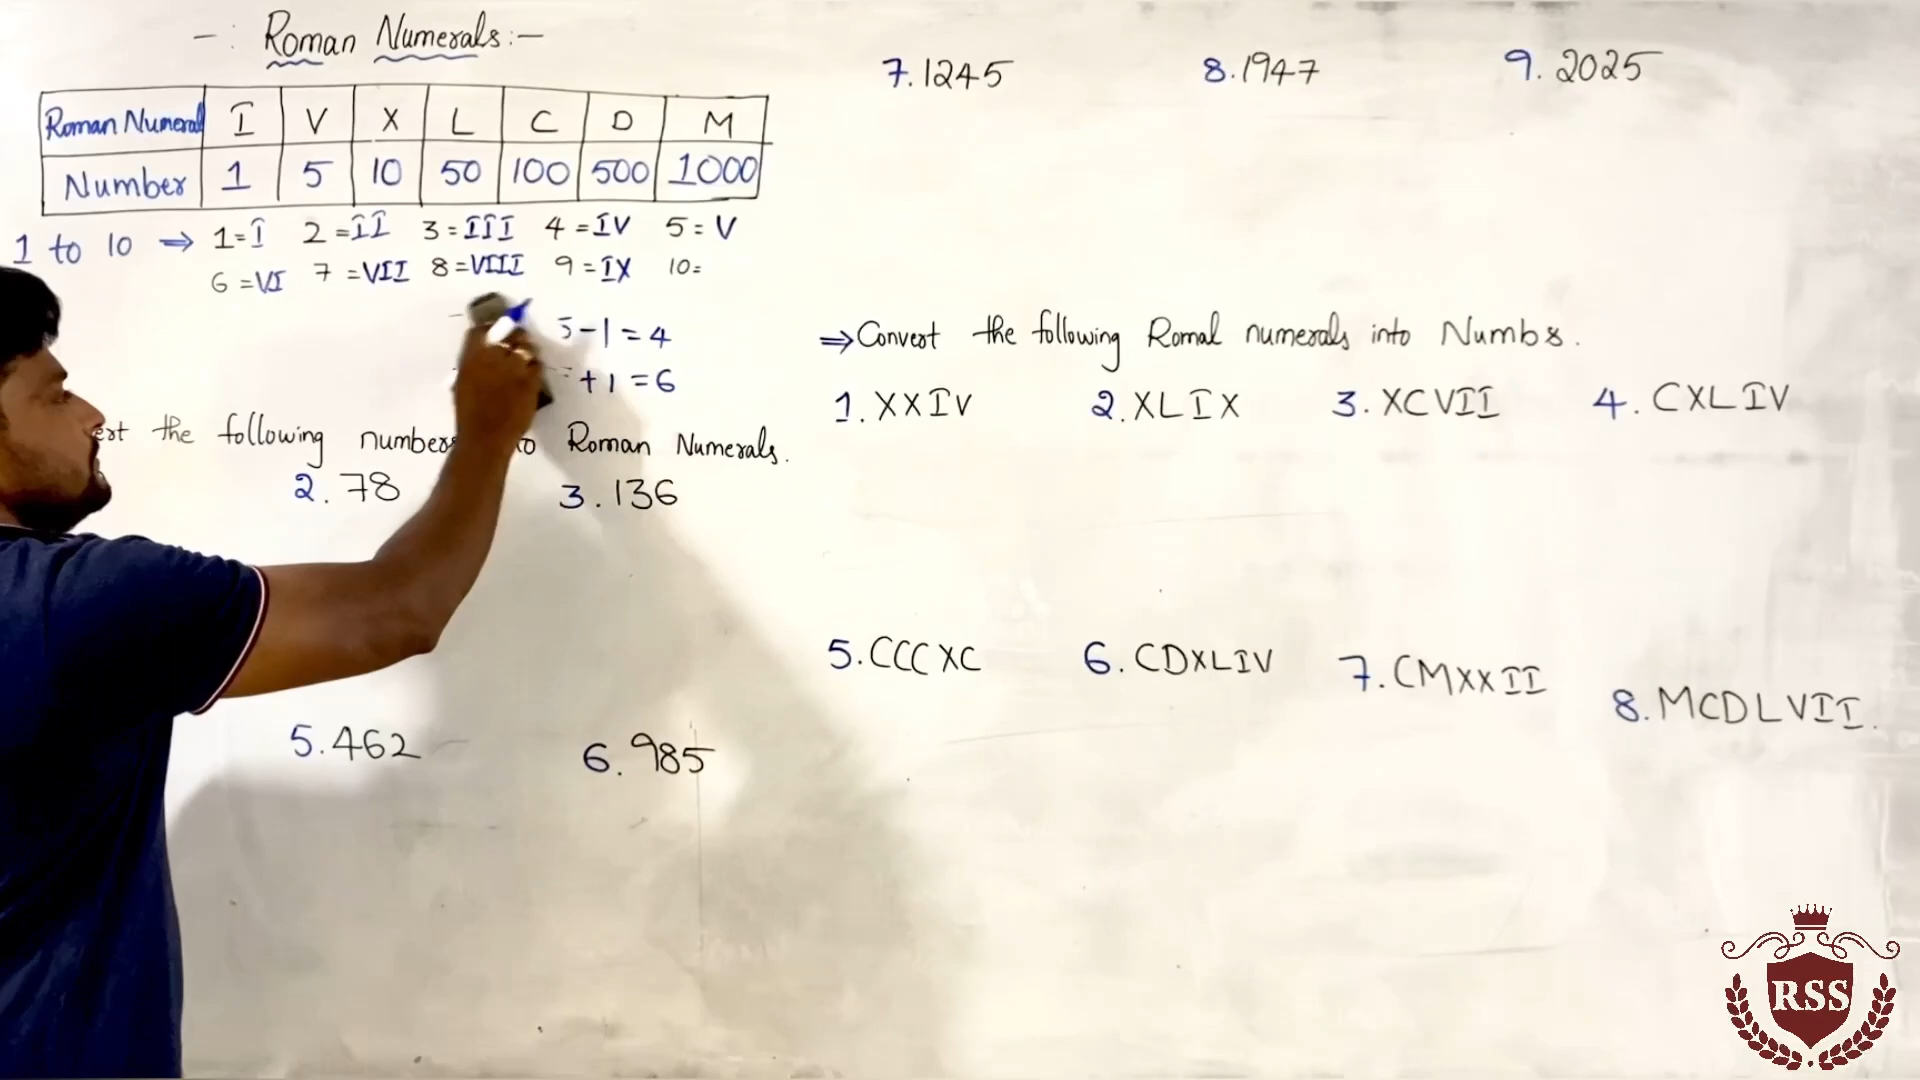 -: Roman Numerals:-
Roman Numeral I V X L C D M
Number 1 5 10 50 100 500 1000
1 to 10 ⇒ 1=I 2=II 3=III 4=IV 5=V
6=VI 7=VII 8=VIII 9=IX 10=
5-1=4
+1=6
the following numbers Roman Numerals.
2. 78 3. 136
5. 462 6. 985
7. 1245 8. 1947 9. 2025
⇒ Convert the following Romal numerals into Numbs.
1. XXIV 2. XLIX 3. XCVII 4. CXLIV
5. CCCXC 6. CDXLIV 7. CMXXII 8. MCDLVII.
RSS